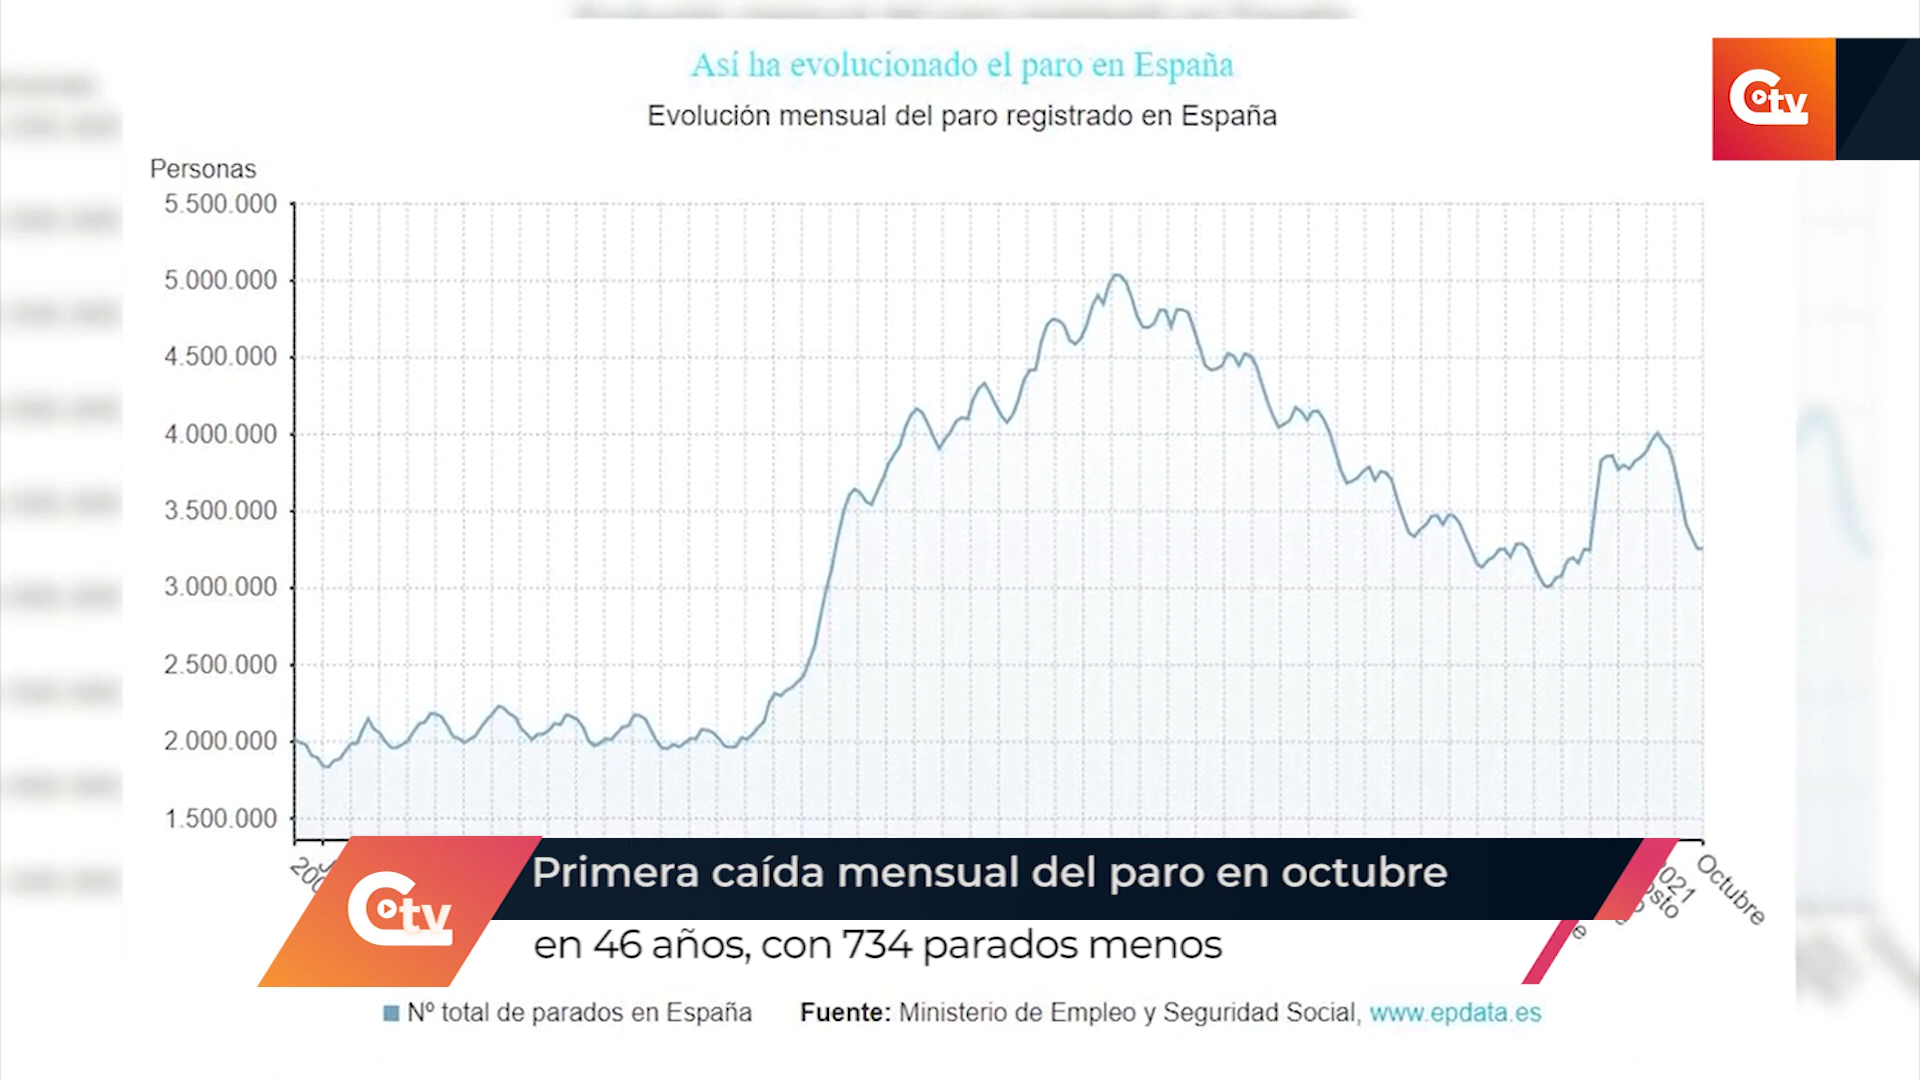 Así ha evolucionado el paro en España
Evolución mensual del paro registrado en España
Ctv
Personas
5.500.000
5.000.000
4.500.000
4.000.000
3.500.000
3.000.000
2.500.000
2.000.000
1.500.000
2021
Octubre
Ctv
Primera caída mensual del paro en octubre
en 46 años, con 734 parados menos
Nº total de parados en España
Fuente: Ministerio de Empleo y Seguridad Social, www.epdata.es